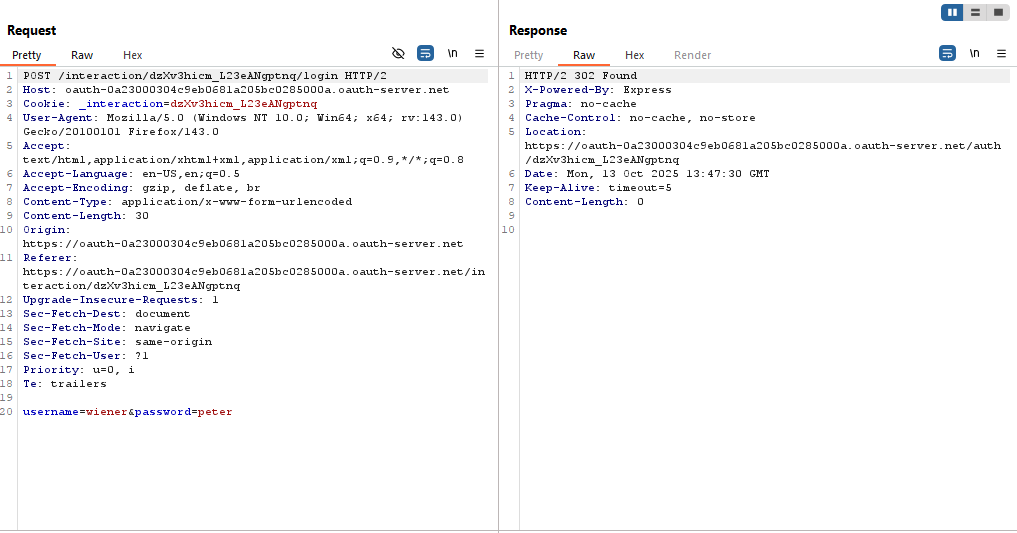 Request
Pretty Raw Hex \n
1 POST /interaction/dzXv3hicm_L23eANgptnq/login HTTP/2
2 Host: oauth-0a23000304c9eb0681a205bc0285000a.oauth-server.net
3 Cookie: _interaction=dzXv3hicm_L23eANgptnq
4 User-Agent: Mozilla/5.0 (Windows NT 10.0; Win64; x64; rv:143.0)
Gecko/20100101 Firefox/143.0
5 Accept:
text/html,application/xhtml+xml,application/xml;q=0.9,*/*;q=0.8
6 Accept-Language: en-US,en;q=0.5
7 Accept-Encoding: gzip, deflate, br
8 Content-Type: application/x-www-form-urlencoded
9 Content-Length: 30
10 Origin:
https://oauth-0a23000304c9eb0681a205bc0285000a.oauth-server.net
11 Referer:
https://oauth-0a23000304c9eb0681a205bc0285000a.oauth-server.net/in
teraction/dzXv3hicm_L23eANgptnq
12 Upgrade-Insecure-Requests: 1
13 Sec-Fetch-Dest: document
14 Sec-Fetch-Mode: navigate
15 Sec-Fetch-Site: same-origin
16 Sec-Fetch-User: ?1
17 Priority: u=0, i
18 Te: trailers
19
20 username=wiener&password=peter
Response
Pretty Raw Hex Render \n
1 HTTP/2 302 Found
2 X-Powered-By: Express
3 Pragma: no-cache
4 Cache-Control: no-cache, no-store
5 Location:
https://oauth-0a23000304c9eb0681a205bc0285000a.oauth-server.net/auth
/dzXv3hicm_L23eANgptnq
6 Date: Mon, 13 Oct 2025 13:47:30 GMT
7 Keep-Alive: timeout=5
8 Content-Length: 0
9
10